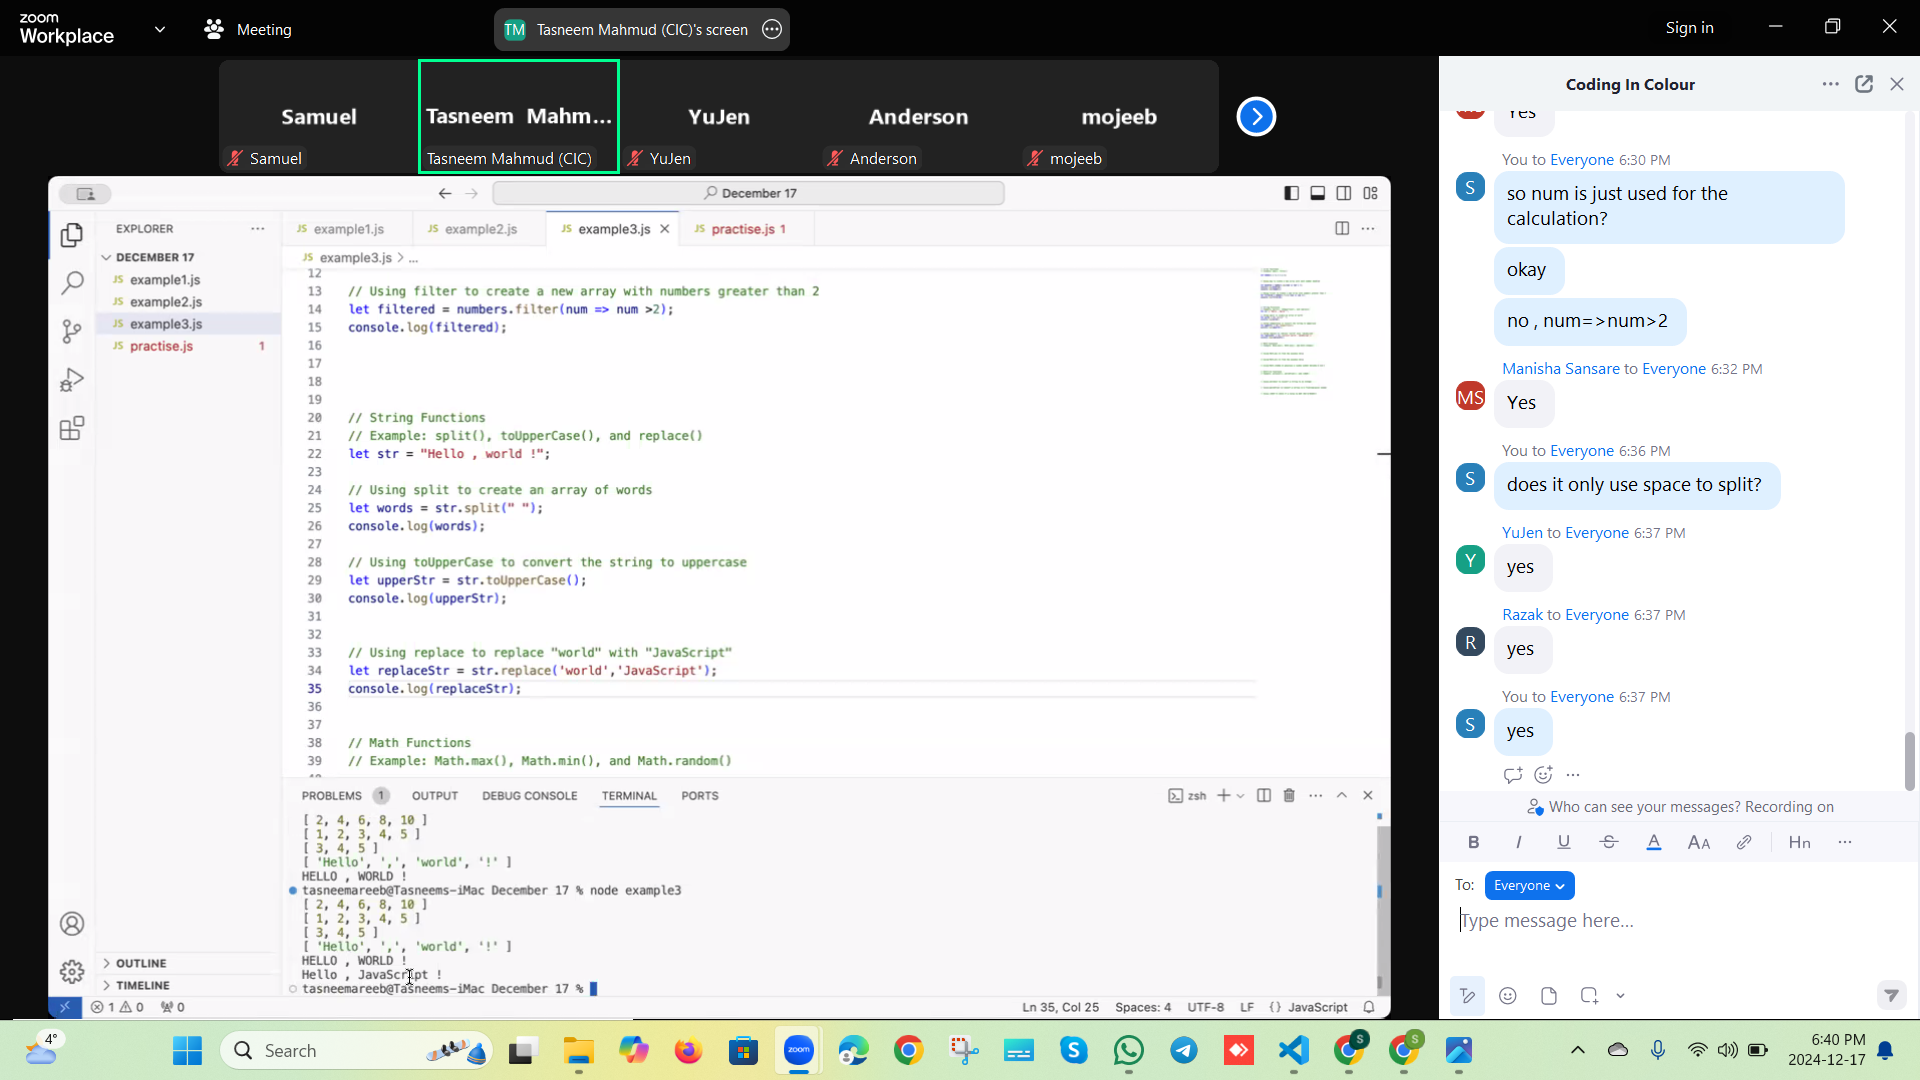 zoom
Workplace
Meeting
TM Tasneem Mahmud (CIC)'s screen
Sign in
Samuel
Samuel
Tasneem Mahm...
Tasneem Mahmud (CIC)
YuJen
YuJen
Anderson
Anderson
mojeeb
mojeeb
December 17
EXPLORER
DECEMBER 17
JS example1.js
JS example2.js
JS example3.js
JS practise.js 1
OUTLINE
TIMELINE
JS example1.js
JS example2.js
JS example3.js
JS practise.js 1
JS example3.js > ...
12
13 // Using filter to create a new array with numbers greater than 2
14 let filtered = numbers.filter(num => num >2);
15 console.log(filtered);
16
17
18
19
20 // String Functions
21 // Example: split(), toUpperCase(), and replace()
22 let str = "Hello , world !";
23
24 // Using split to create an array of words
25 let words = str.split(" ");
26 console.log(words);
27
28 // Using toUpperCase to convert the string to uppercase
29 let upperStr = str.toUpperCase();
30 console.log(upperStr);
31
32
33 // Using replace to replace "world" with "JavaScript"
34 let replaceStr = str.replace('world','JavaScript');
35 console.log(replaceStr);
36
37
38 // Math Functions
39 // Example: Math.max(), Math.min(), and Math.random()
PROBLEMS 1 OUTPUT DEBUG CONSOLE TERMINAL PORTS
zsh
[ 2, 4, 6, 8, 10 ]
[ 1, 2, 3, 4, 5 ]
[ 3, 4, 5 ]
[ 'Hello', ',', 'world', '!' ]
HELLO , WORLD !
tasneemareeb@Tasneems-iMac December 17 % node example3
[ 2, 4, 6, 8, 10 ]
[ 1, 2, 3, 4, 5 ]
[ 3, 4, 5 ]
[ 'Hello', ',', 'world', '!' ]
HELLO , WORLD !
Hello , JavaScript !
tasneemareeb@Tasneems-iMac December 17 %
1 0 0 Ln 35, Col 25 Spaces: 4 UTF-8 LF {} JavaScript
Coding In Colour
Yes
You to Everyone 6:30 PM
S
so num is just used for the
calculation?
okay
no , num=>num>2
Manisha Sansare to Everyone 6:32 PM
MS
Yes
You to Everyone 6:36 PM
S
does it only use space to split?
YuJen to Everyone 6:37 PM
Y
yes
Razak to Everyone 6:37 PM
R
yes
You to Everyone 6:37 PM
S
yes
Who can see your messages? Recording on
B I U S A AA Hn
To: Everyone
Type message here...
4°
Search
zoom
S
S
6:40 PM
2024-12-17